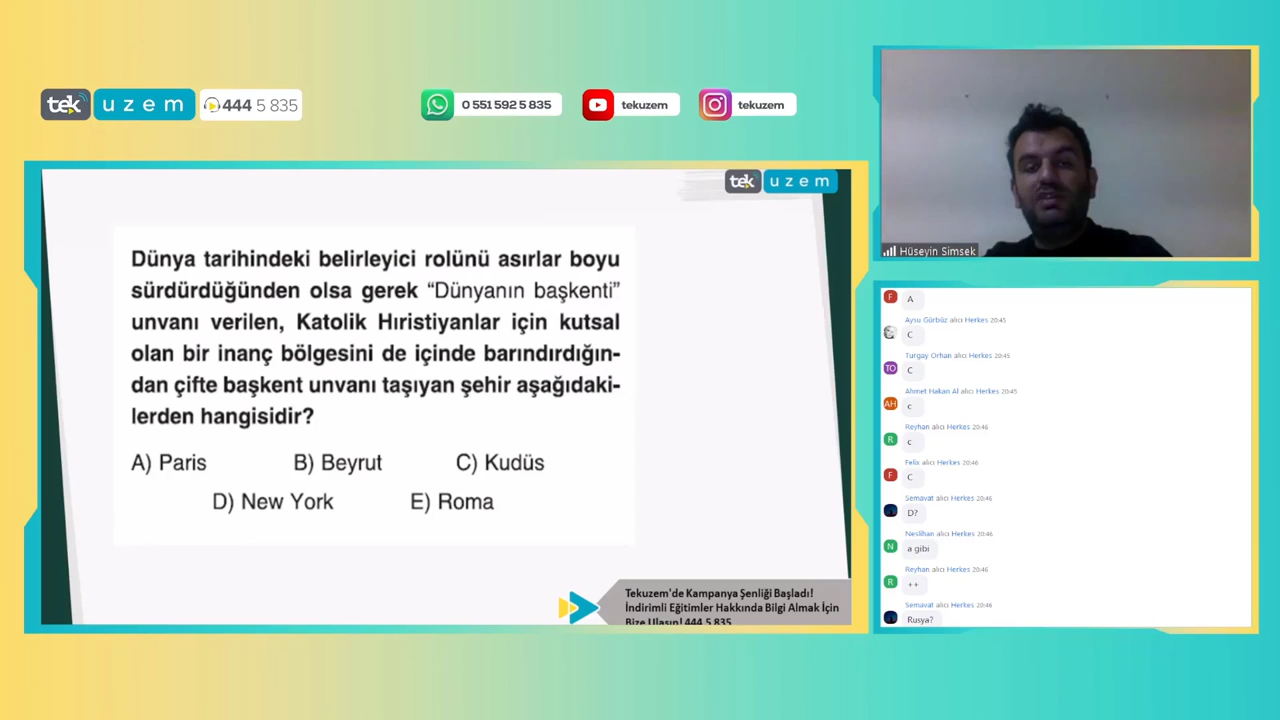 tek uzem 444 5 835
0 551 592 5 835
tekuzem
tekuzem
tek uzem
Dünya tarihindeki belirleyici rolünü asırlar boyu
sürdürdüğünden olsa gerek “Dünyanın başkenti”
unvanı verilen, Katolik Hıristiyanlar için kutsal
olan bir inanç bölgesini de içinde barındırdığın-
dan çifte başkent unvanı taşıyan şehir aşağıdaki-
lerden hangisidir?
A) Paris B) Beyrut C) Kudüs
D) New York E) Roma
Tekuzem'de Kampanya Şenliği Başladı!
İndirimli Eğitimler Hakkında Bilgi Almak İçin
Bize Ulaşın! 444 5 835
Hüseyin Simsek
F A
Aysu Gürbüz alıcı Herkes 20:45
C
Turgay Orhan alıcı Herkes 20:45
TO C
Ahmet Hakan Al alıcı Herkes 20:45
AH c
Reyhan alıcı Herkes 20:46
R c
Felix alıcı Herkes 20:46
F C
Semavat alıcı Herkes 20:46
D?
Neslihan alıcı Herkes 20:46
N a gibi
Reyhan alıcı Herkes 20:46
R ++
Semavat alıcı Herkes 20:46
Rusya?